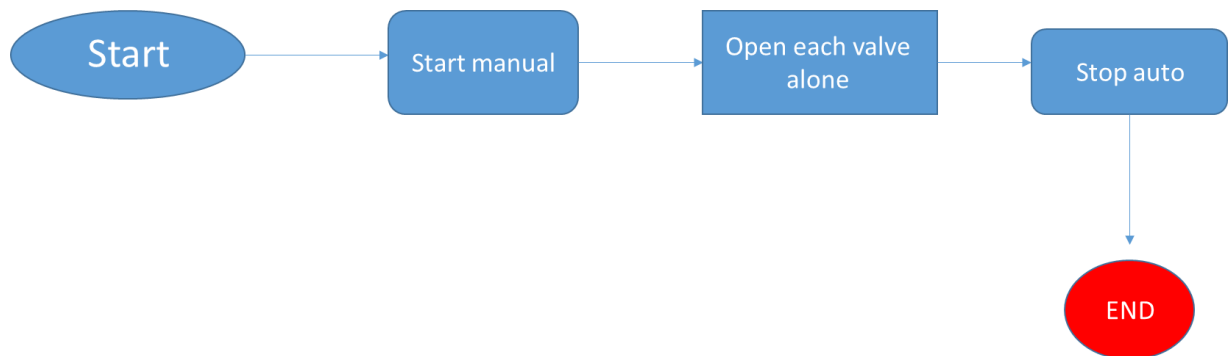 Start
Start manual
Open each valve
alone
Stop auto
END